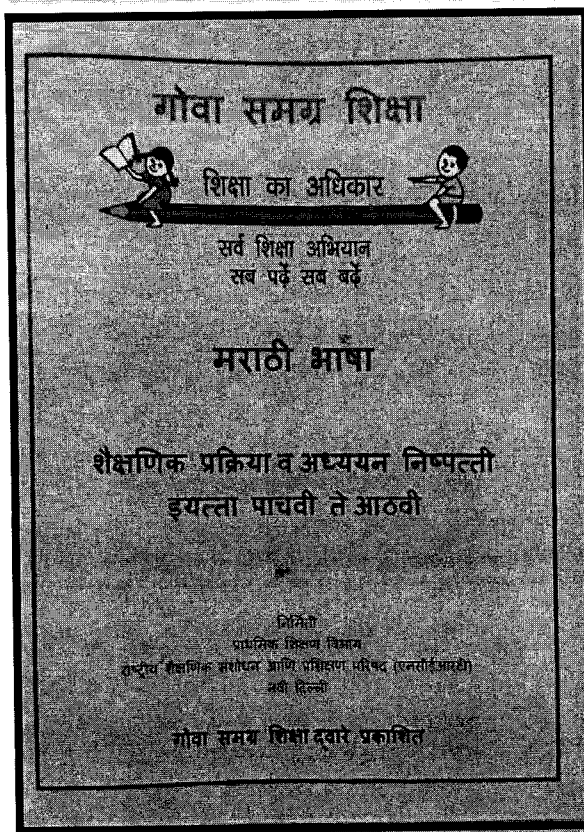 गोवा समग्र शिक्षा
शिक्षा का अधिकार
सर्व शिक्षा अभियान
सब पढ़ें सब बढ़ें
मराठी भाषा
शैक्षणिक प्रक्रिया व अध्ययन निष्पत्ती
इयत्ता पाचवी ते आठवी
निर्मिती
प्राथमिक शिक्षण विभाग
राष्ट्रीय शैक्षणिक संशोधन आणि प्रशिक्षण परिषद (एनसीईआरटी)
नवी दिल्ली
गोवा समग्र शिक्षा द्वारे प्रकाशित